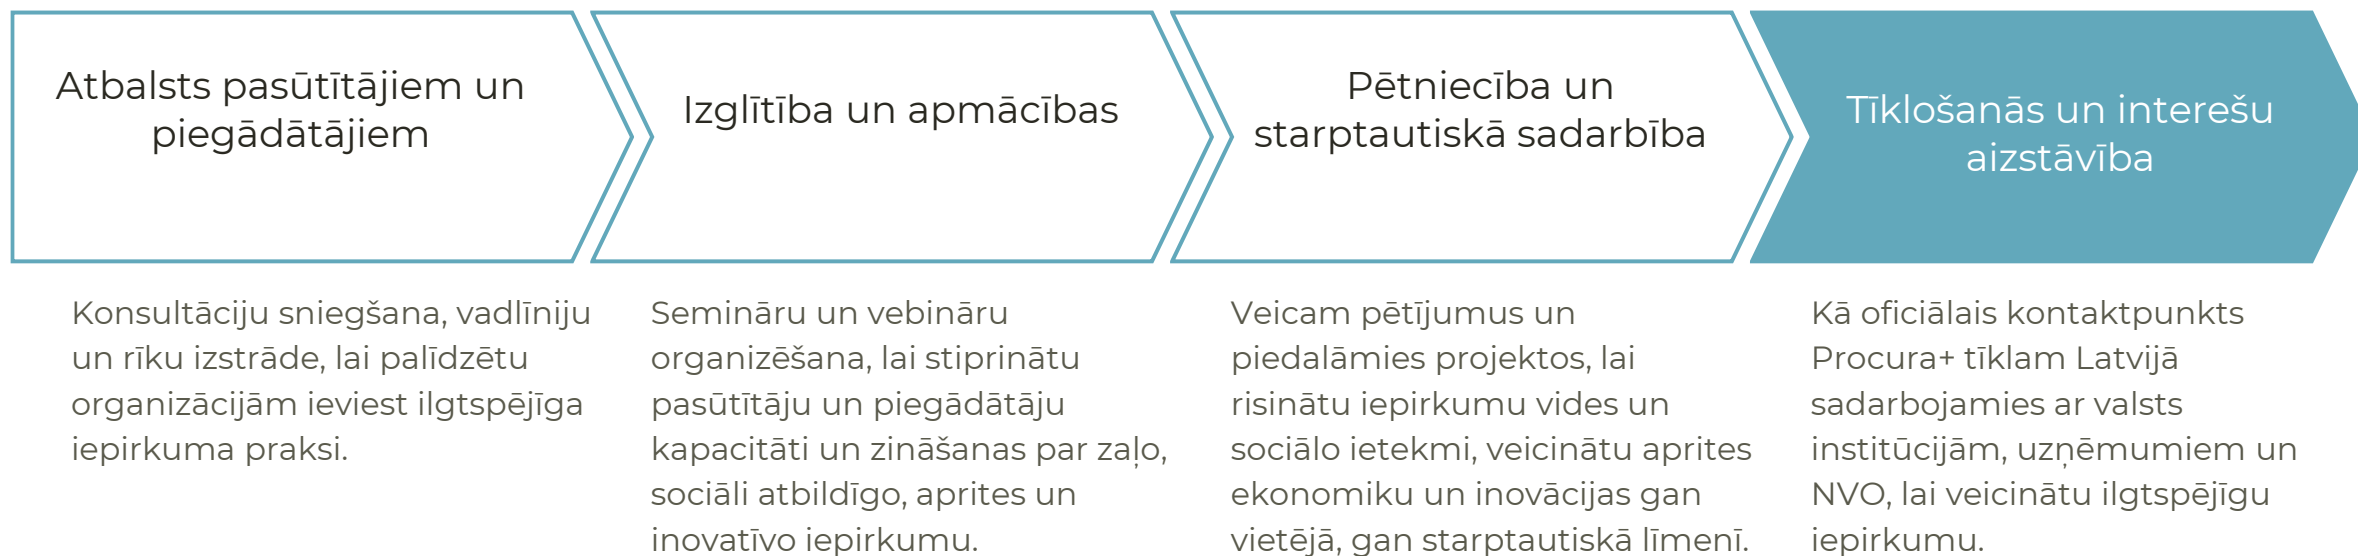 Atbalsts pasūtītājiem un
piegādātājiem
Izglītība un apmācības
Pētniecība un
starptautiskā sadarbība
Tīklošanās un interešu
aizstāvība
Konsultāciju sniegšana, vadlīniju
un rīku izstrāde, lai palīdzētu
organizācijām ieviest ilgtspējīga
iepirkuma praksi.
Semināru un vebināru
organizēšana, lai stiprinātu
pasūtītāju un piegādātāju
kapacitāti un zināšanas par zaļo,
sociāli atbildīgo, aprites un
inovatīvo iepirkumu.
Veicam pētījumus un
piedalāmies projektos, lai
risinātu iepirkumu vides un
sociālo ietekmi, veicinātu aprites
ekonomiku un inovācijas gan
vietējā, gan starptautiskā līmenī.
Kā oficiālais kontaktpunkts
Procura+ tīklam Latvijā
sadarbojamies ar valsts
institūcijām, uzņēmumiem un
NVO, lai veicinātu ilgtspējīgu
iepirkumu.